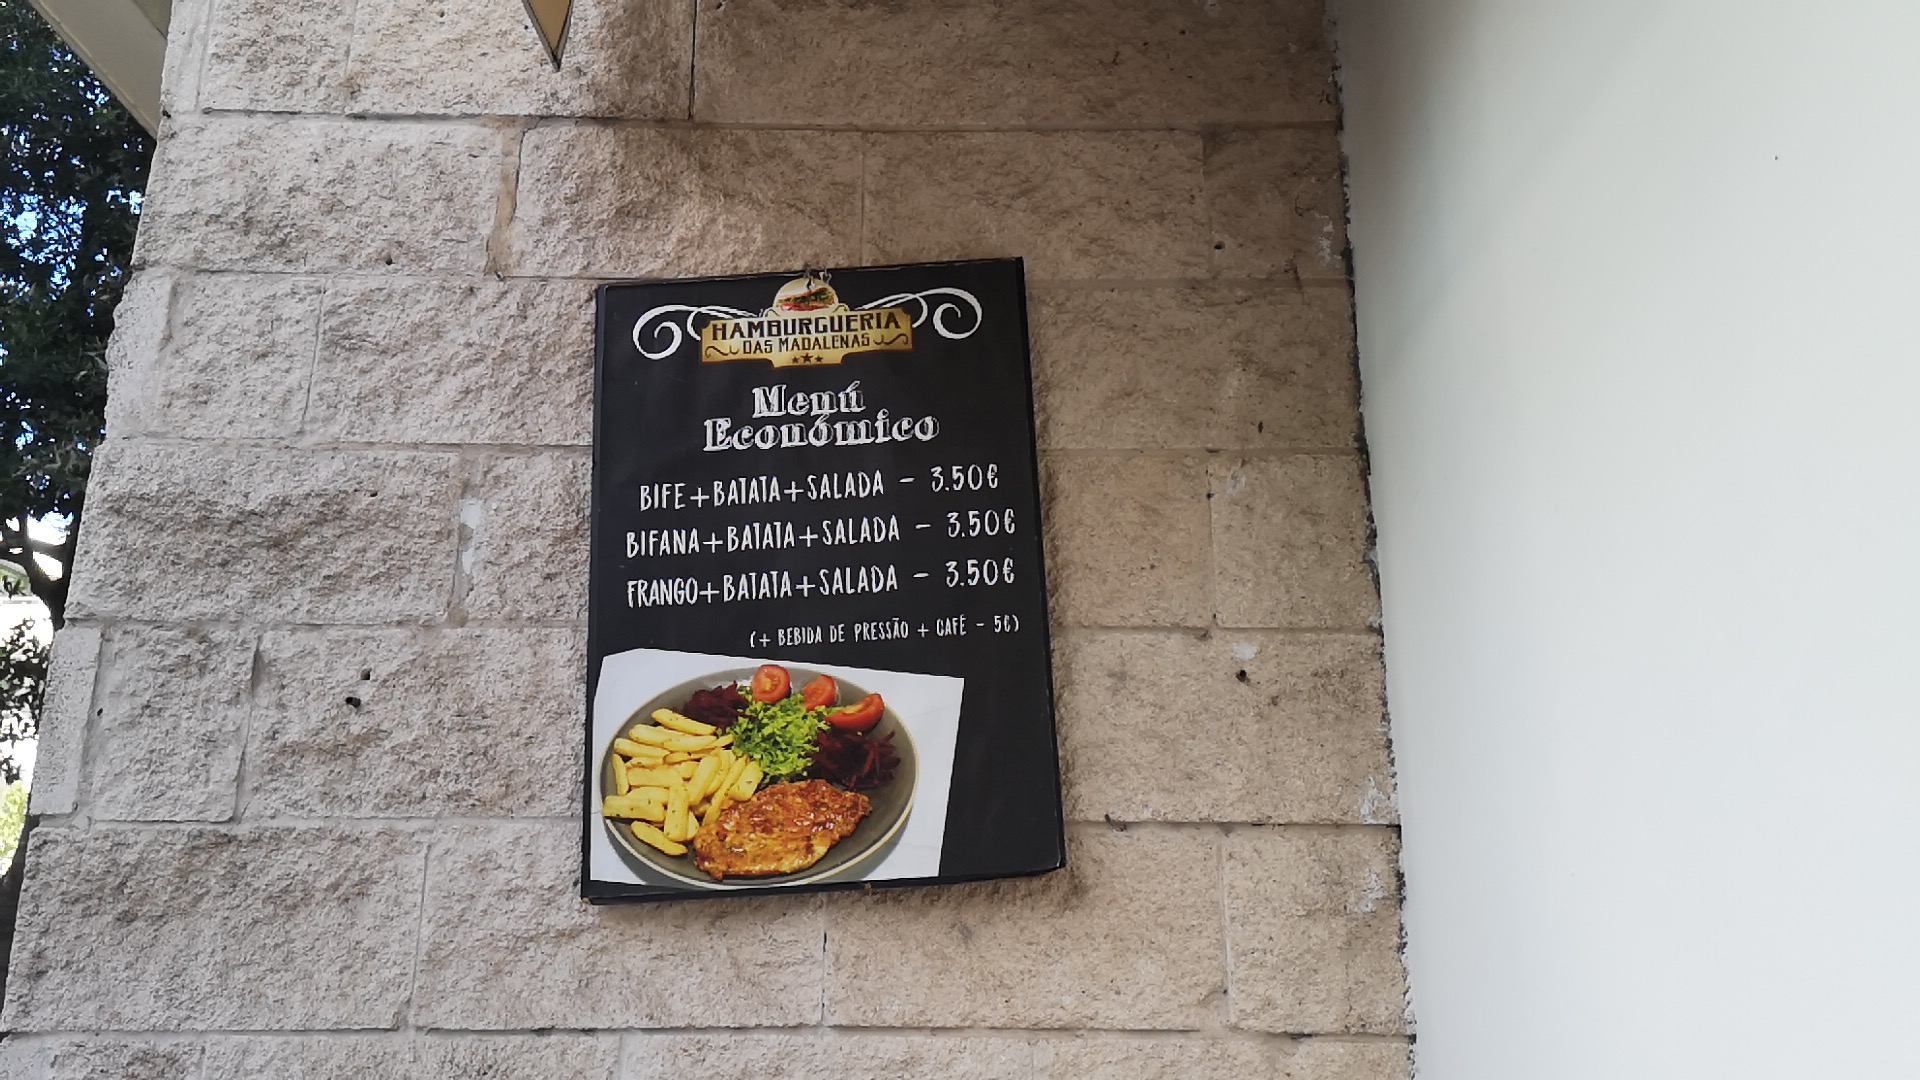 HAMBURGUERIA
DAS MADALENAS
Menú
Económico
BIFE+BATATA+SALADA - 3.50€
BIFANA+BATATA+SALADA - 3.50€
FRANGO+BATATA+SALADA - 3.50€
(+ BEBIDA DE PRESSÃO + CAFÉ - 5€)